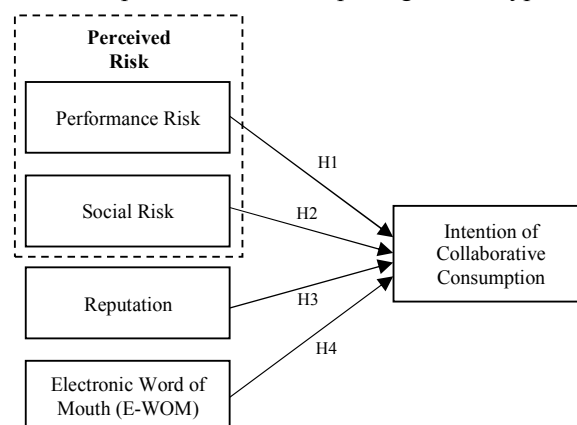 Perceived
Risk
Performance Risk
H1
Social Risk
H2
Intention of
Collaborative
Consumption
Reputation
H3
H4
Electronic Word of
Mouth (E-WOM)